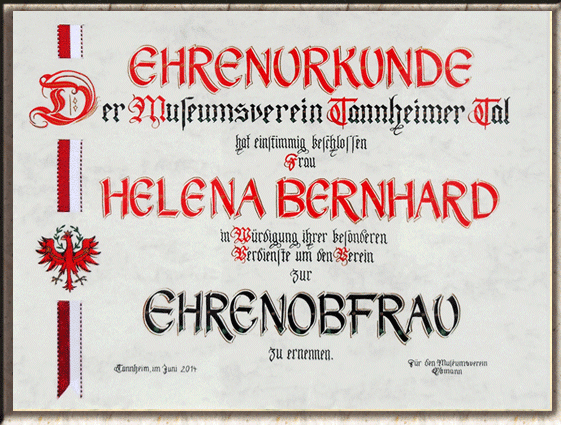 EHRENURKUNDE
Der Museumsverein Tannheimer Tal
hat einstimmig beschlossen
Frau
HELENA BERNHARD
in Würdigung ihrer besonderen
Verdienste um den Verein
zur
EHRENOBFRAU
zu ernennen.
Tannheim, im Juni 2014
Für den Museumsverein
Obmann